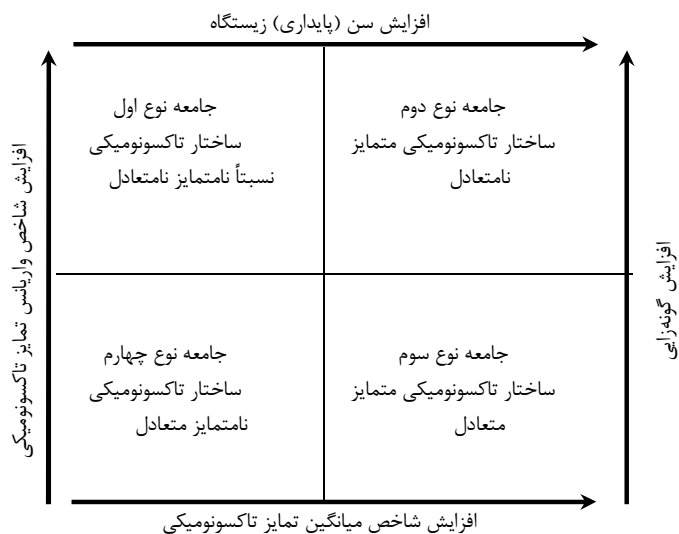 افزایش سن (پایداری) زیستگاه
جامعه نوع دوم
ساختار تاکسونومیکی متمایز
نامتعادل
جامعه نوع اول
ساختار تاکسونومیکی
نسبتاً نامتمایز نامتعادل
افزایش گونه‌زایی
افزایش شاخص واریانس تمایز تاکسونومیکی
جامعه نوع سوم
ساختار تاکسونومیکی متمایز
متعادل
جامعه نوع چهارم
ساختار تاکسونومیکی
نامتمایز متعادل
افزایش شاخص میانگین تمایز تاکسونومیکی